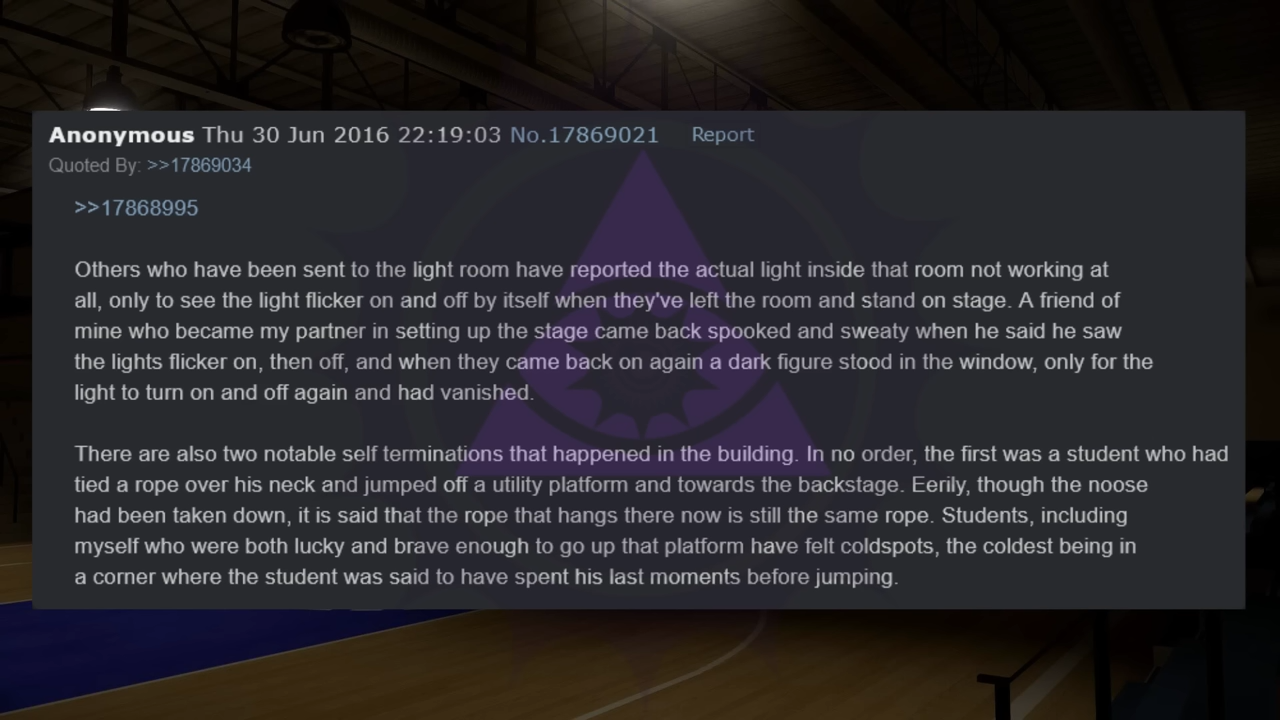 Anonymous Thu 30 Jun 2016 22:19:03 No.17869021 Report
Quoted By: >>17869034
>>17868995
Others who have been sent to the light room have reported the actual light inside that room not working at
all, only to see the light flicker on and off by itself when they've left the room and stand on stage. A friend of
mine who became my partner in setting up the stage came back spooked and sweaty when he said he saw
the lights flicker on, then off, and when they came back on again a dark figure stood in the window, only for the
light to turn on and off again and had vanished.
There are also two notable self terminations that happened in the building. In no order, the first was a student who had
tied a rope over his neck and jumped off a utility platform and towards the backstage. Eerily, though the noose
had been taken down, it is said that the rope that hangs there now is still the same rope. Students, including
myself who were both lucky and brave enough to go up that platform have felt coldspots, the coldest being in
a corner where the student was said to have spent his last moments before jumping.